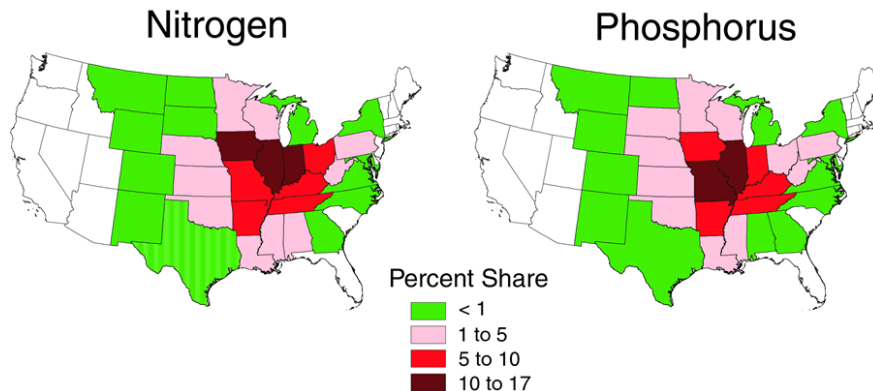 Nitrogen
Phosphorus
Percent Share
< 1
1 to 5
5 to 10
10 to 17